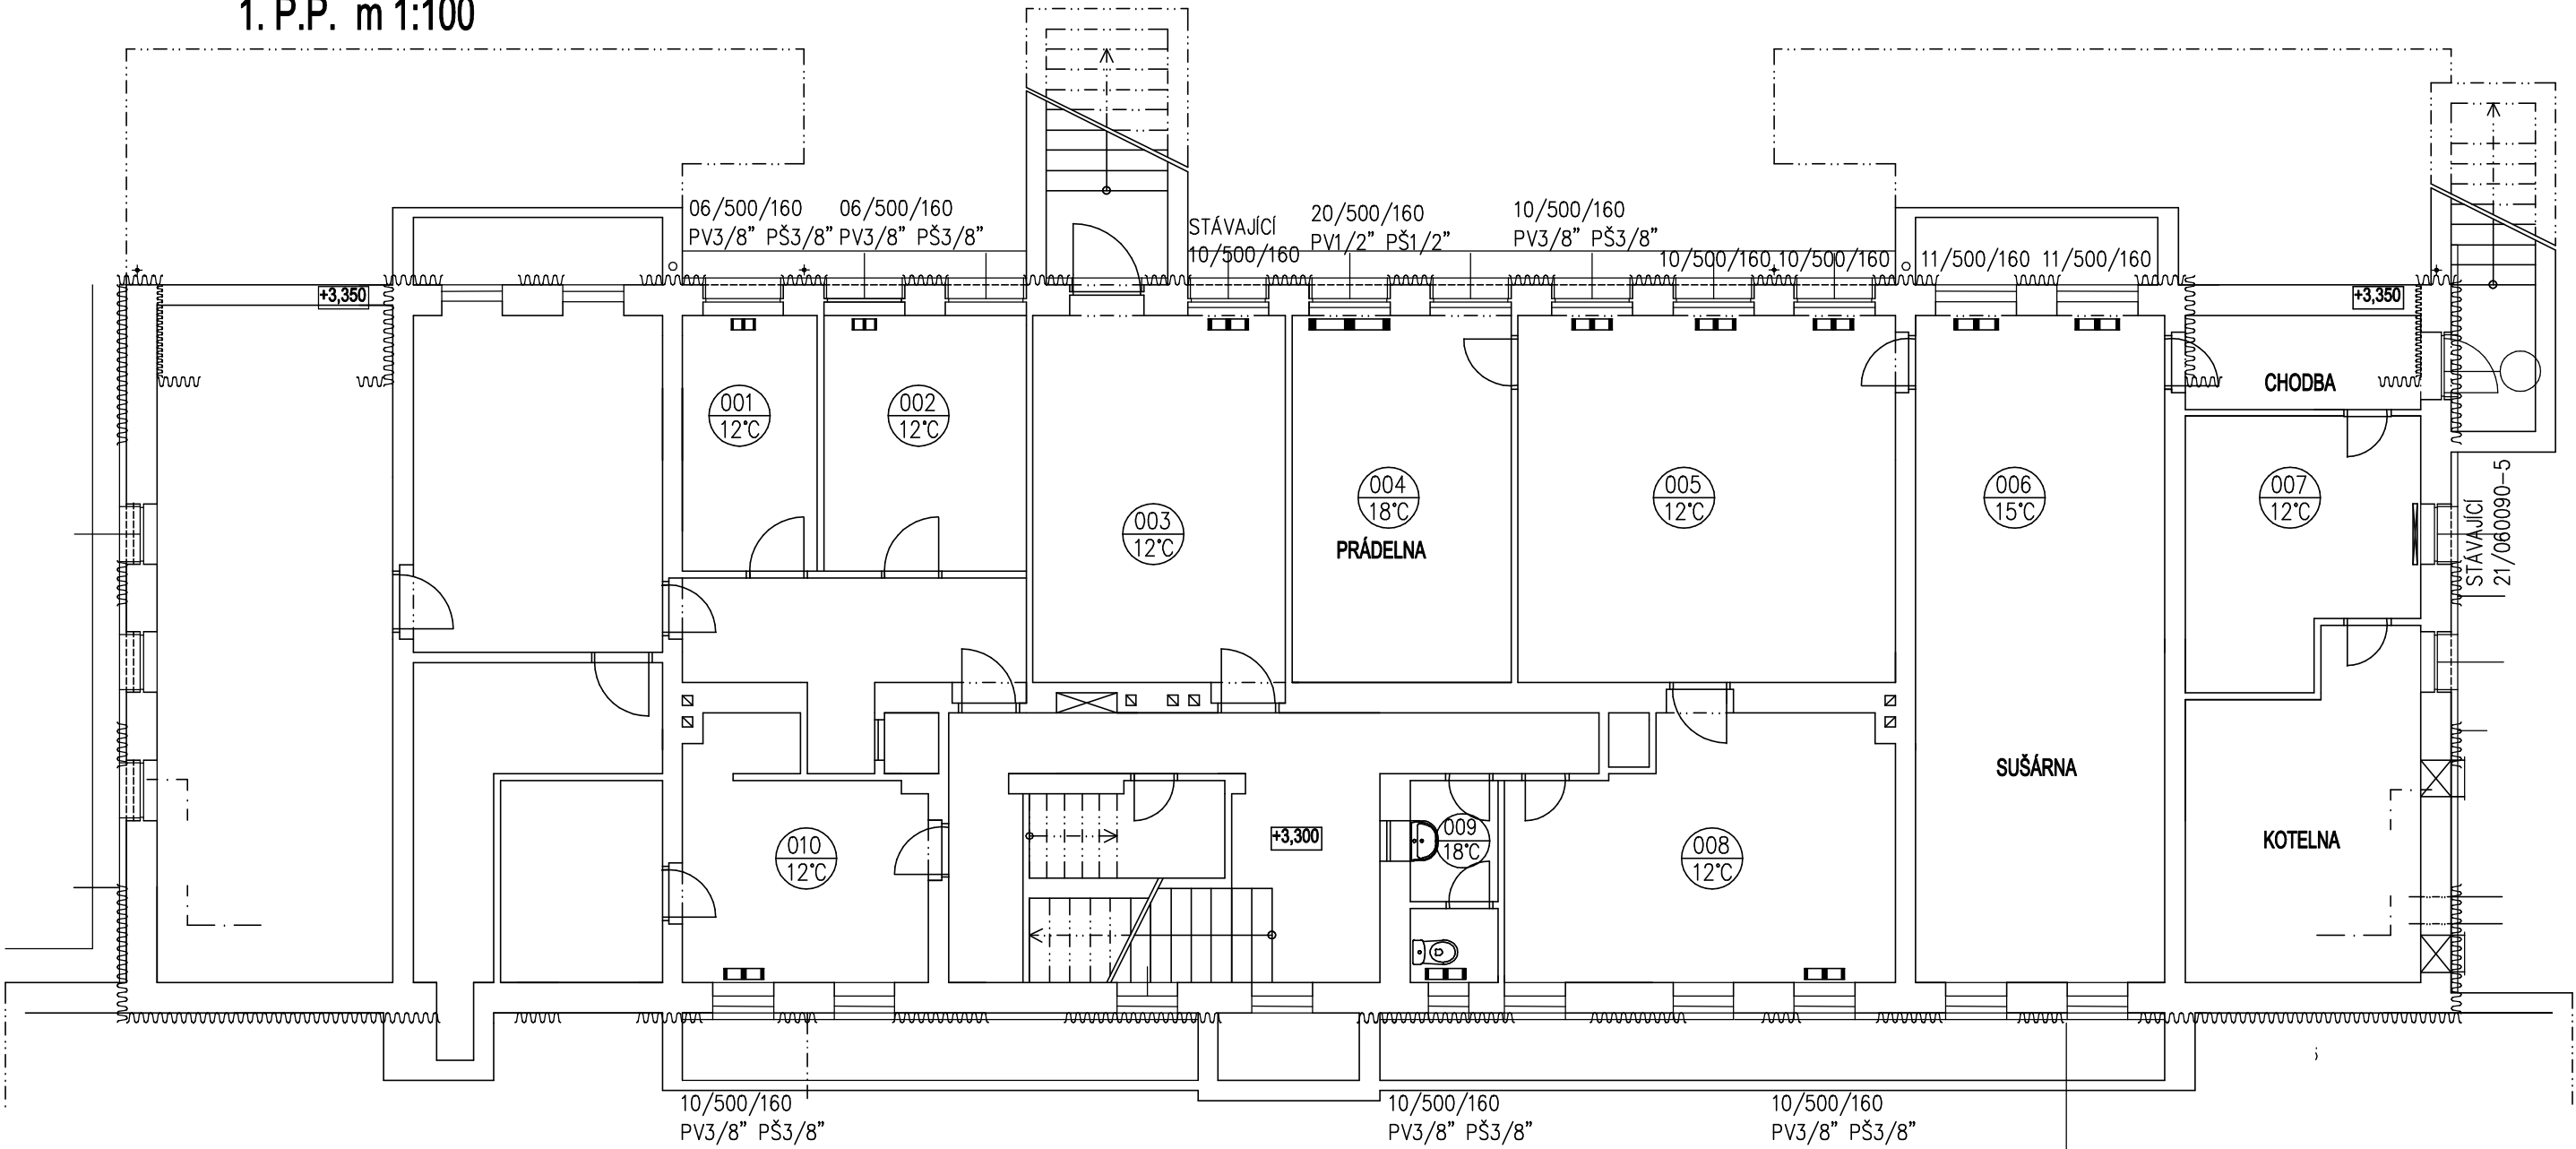 1. P.P. m 1:100
06/500/160
PV3/8” PŠ3/8”
06/500/160
PV3/8” PŠ3/8”
STÁVAJÍCÍ
10/500/160
20/500/160
PV1/2” PŠ1/2”
10/500/160
PV3/8” PŠ3/8”
10/500/160
10/500/160
11/500/160
11/500/160
+3,350
+3,350
CHODBA
001
12°C
002
12°C
003
12°C
004
18°C
PRÁDELNA
005
12°C
006
15°C
007
12°C
STÁVAJÍCÍ
21/060090-5
SUŠÁRNA
010
12°C
+3,300
009
18°C
008
12°C
KOTELNA
10/500/160
PV3/8” PŠ3/8”
10/500/160
PV3/8” PŠ3/8”
10/500/160
PV3/8” PŠ3/8”